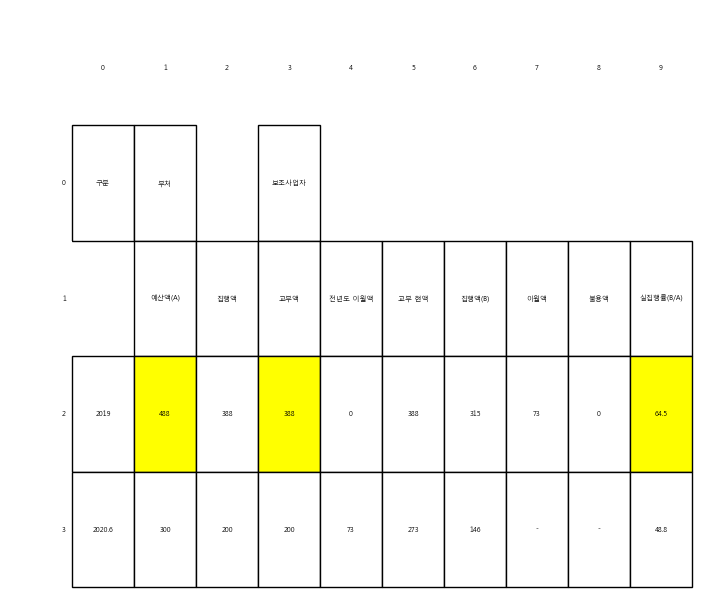 0 1 2 3 4 5 6 7 8 9
0 구분 부처 보조사업자
1 예산액(A) 집행액 교부액 전년도 이월액 교부 현액 집행액(B) 이월액 불용액 실집행률(B/A)
2 2019 488 388 388 0 388 315 73 0 64.5
3 2020.6 300 200 200 73 273 146 - - 48.8